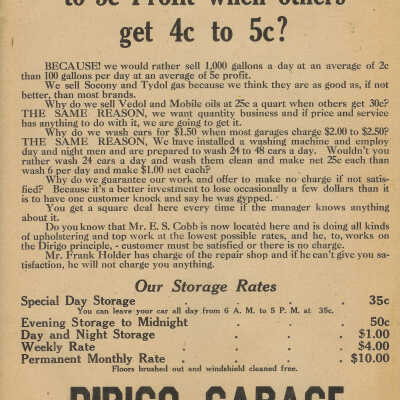 to 3c Profit when others
get 4c to 5c?
BECAUSE! we would rather sell 1,000 gallons a day at an average of 2c
than 100 gallons per day at an average of 5c profit.
We sell Socony and Tydol gas because we think they are as good as, if not
better, than most brands.
Why do we sell Vedol and Mobile oils at 25c a quart when others get 30c?
THE SAME REASON, we want quantity business and if price and service
has anything to do with it, we are going to get it.
Why do we wash cars for $1.50 when most garages charge $2.00 to $2.50?
THE SAME REASON, We have installed a washing machine and employ
day and night men and are prepared to wash 24 to 48 cars a day. Wouldn't you
rather wash 24 cars a day and wash them clean and make net 25c each than
wash 6 per day and make $1.00 net each?
Why do we guarantee our work and offer to make no charge if not satis-
fied? Because it's a better investment to lose occasionally a few dollars than it
is to have one customer knock and say he was gypped.
You get a square deal here every time if the manager knows anything
about it.
Do you know that Mr. E. S. Cobb is now located here and is doing all kinds
of upholstering and top work at the lowest possible rates, and he, to, works on
the Dirigo principle, - customer must be satisfied or there is no charge.
Mr. Frank Holder has charge of the repair shop and if he can't give you sa-
tisfaction, he will not charge you anything.
Our Storage Rates
Special Day Storage . . . . 35c
You can leave your car all day from 6 A. M. to 5 P. M. at 35c.
Evening Storage to Midnight . . . 50c
Day and Night Storage . . . . $1.00
Weekly Rate . . . . . $4.00
Permanent Monthly Rate . . . . $10.00
Floors brushed out and windshield cleaned free.
DIRIGO GARAGE